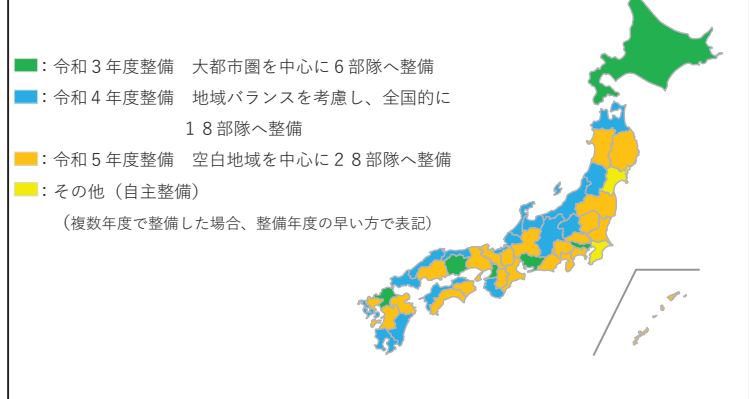 ：令和３年度整備　大都市圏を中心に６部隊へ整備
：令和４年度整備　地域バランスを考慮し、全国的に
１８部隊へ整備
：令和５年度整備　空白地域を中心に２８部隊へ整備
：その他（自主整備）
（複数年度で整備した場合、整備年度の早い方で表記）